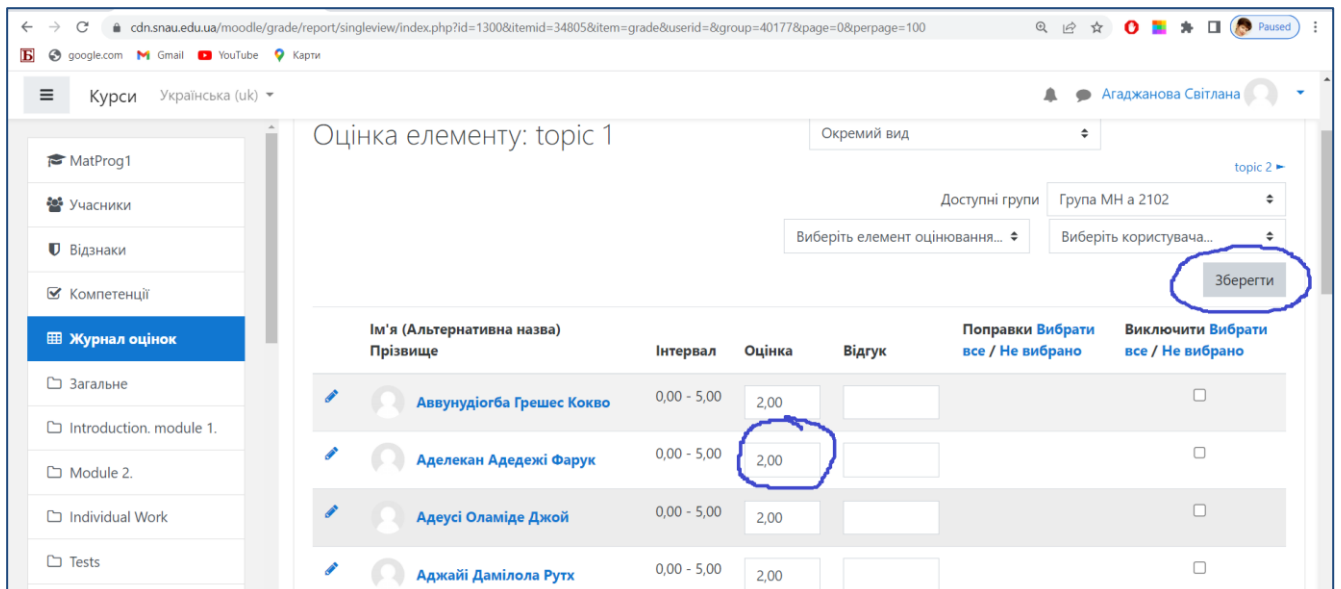 cdn.snau.edu.ua/moodle/grade/report/singleview/index.php?id=1300&itemid=34805&item=grade&userid=&group=40177&page=0&perpage=100
Paused
Б google.com Gmail YouTube Карти
Курси Українська (uk) Агаджанова Світлана
Оцінка елементу: topic 1 Окремий вид
topic 2 ►
Доступні групи Група МН а 2102
Виберіть елемент оцінювання... Виберіть користувача...
Зберегти
MatProg1
Учасники
Відзнаки
Компетенції
Журнал оцінок
Загальне
Introduction. module 1.
Module 2.
Individual Work
Tests
Ім'я (Альтернативна назва) Поправки Вибрати Виключити Вибрати
Прізвище Інтервал Оцінка Відгук все / Не вибрано все / Не вибрано
Аввунудіогба Грешес Кокво 0,00 - 5,00 2,00
Аделекан Адедежі Фарук 0,00 - 5,00 2,00
Адеусі Оламіде Джой 0,00 - 5,00 2,00
Аджайі Дамілола Рутх 0,00 - 5,00 2,00